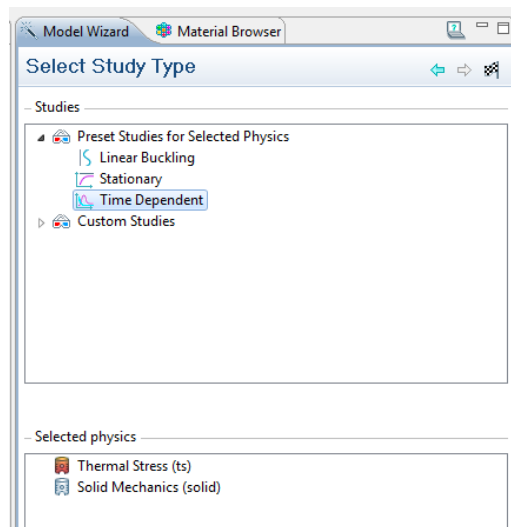 Model Wizard Material Browser
Select Study Type
Studies
Preset Studies for Selected Physics
Linear Buckling
Stationary
Time Dependent
Custom Studies
Selected physics
Thermal Stress (ts)
Solid Mechanics (solid)